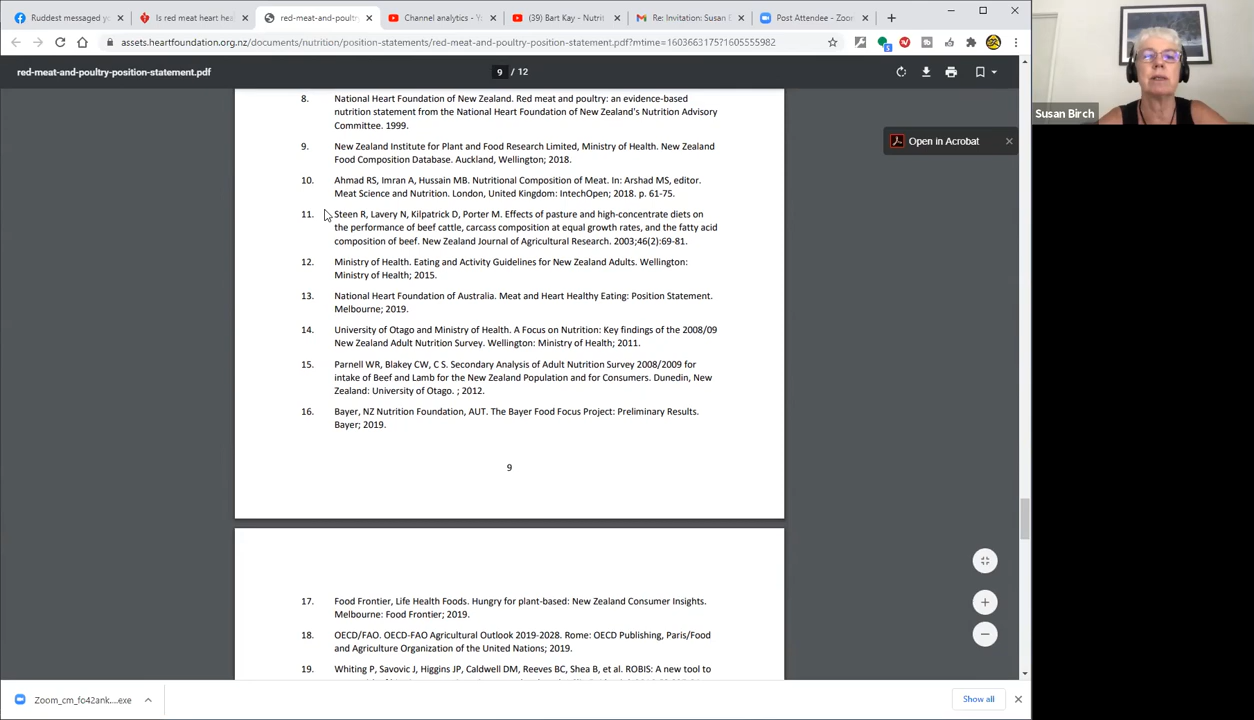 Ruddest messaged y
Is red meat heart hea
red-meat-and-poultry
Channel analytics - Yo
(39) Bart Kay - Nutrit
Re: Invitation: Susan B
Post Attendee - Zoom
assets.heartfoundation.org.nz/documents/nutrition/position-statements/red-meat-and-poultry-position-statement.pdf?mtime=1603663175?1605555982
5
red-meat-and-poultry-position-statement.pdf
9 / 12
Open in Acrobat
Susan Birch
8. National Heart Foundation of New Zealand. Red meat and poultry: an evidence-based
nutrition statement from the National Heart Foundation of New Zealand's Nutrition Advisory
Committee. 1999.
9. New Zealand Institute for Plant and Food Research Limited, Ministry of Health. New Zealand
Food Composition Database. Auckland, Wellington; 2018.
10. Ahmad RS, Imran A, Hussain MB. Nutritional Composition of Meat. In: Arshad MS, editor.
Meat Science and Nutrition. London, United Kingdom: IntechOpen; 2018. p. 61-75.
11. Steen R, Lavery N, Kilpatrick D, Porter M. Effects of pasture and high-concentrate diets on
the performance of beef cattle, carcass composition at equal growth rates, and the fatty acid
composition of beef. New Zealand Journal of Agricultural Research. 2003;46(2):69-81.
12. Ministry of Health. Eating and Activity Guidelines for New Zealand Adults. Wellington:
Ministry of Health; 2015.
13. National Heart Foundation of Australia. Meat and Heart Healthy Eating: Position Statement.
Melbourne; 2019.
14. University of Otago and Ministry of Health. A Focus on Nutrition: Key findings of the 2008/09
New Zealand Adult Nutrition Survey. Wellington: Ministry of Health; 2011.
15. Parnell WR, Blakey CW, C S. Secondary Analysis of Adult Nutrition Survey 2008/2009 for
intake of Beef and Lamb for the New Zealand Population and for Consumers. Dunedin, New
Zealand: University of Otago. ; 2012.
16. Bayer, NZ Nutrition Foundation, AUT. The Bayer Food Focus Project: Preliminary Results.
Bayer; 2019.
9
17. Food Frontier, Life Health Foods. Hungry for plant-based: New Zealand Consumer Insights.
Melbourne: Food Frontier; 2019.
18. OECD/FAO. OECD-FAO Agricultural Outlook 2019-2028. Rome: OECD Publishing, Paris/Food
and Agriculture Organization of the United Nations; 2019.
19. Whiting P, Savovic J, Higgins JP, Caldwell DM, Reeves BC, Shea B, et al. ROBIS: A new tool to
Zoom_cm_fo42ank....exe
Show all